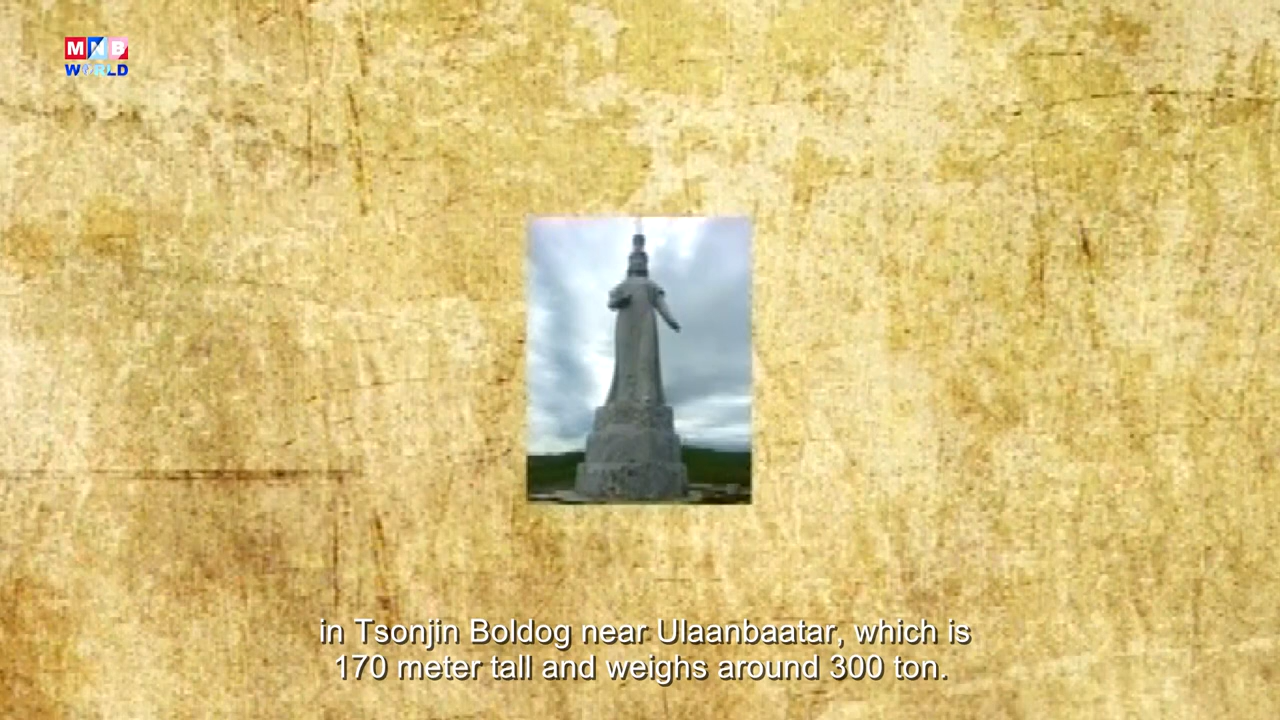 MNB
WORLD
in Tsonjin Boldog near Ulaanbaatar, which is
170 meter tall and weighs around 300 ton.